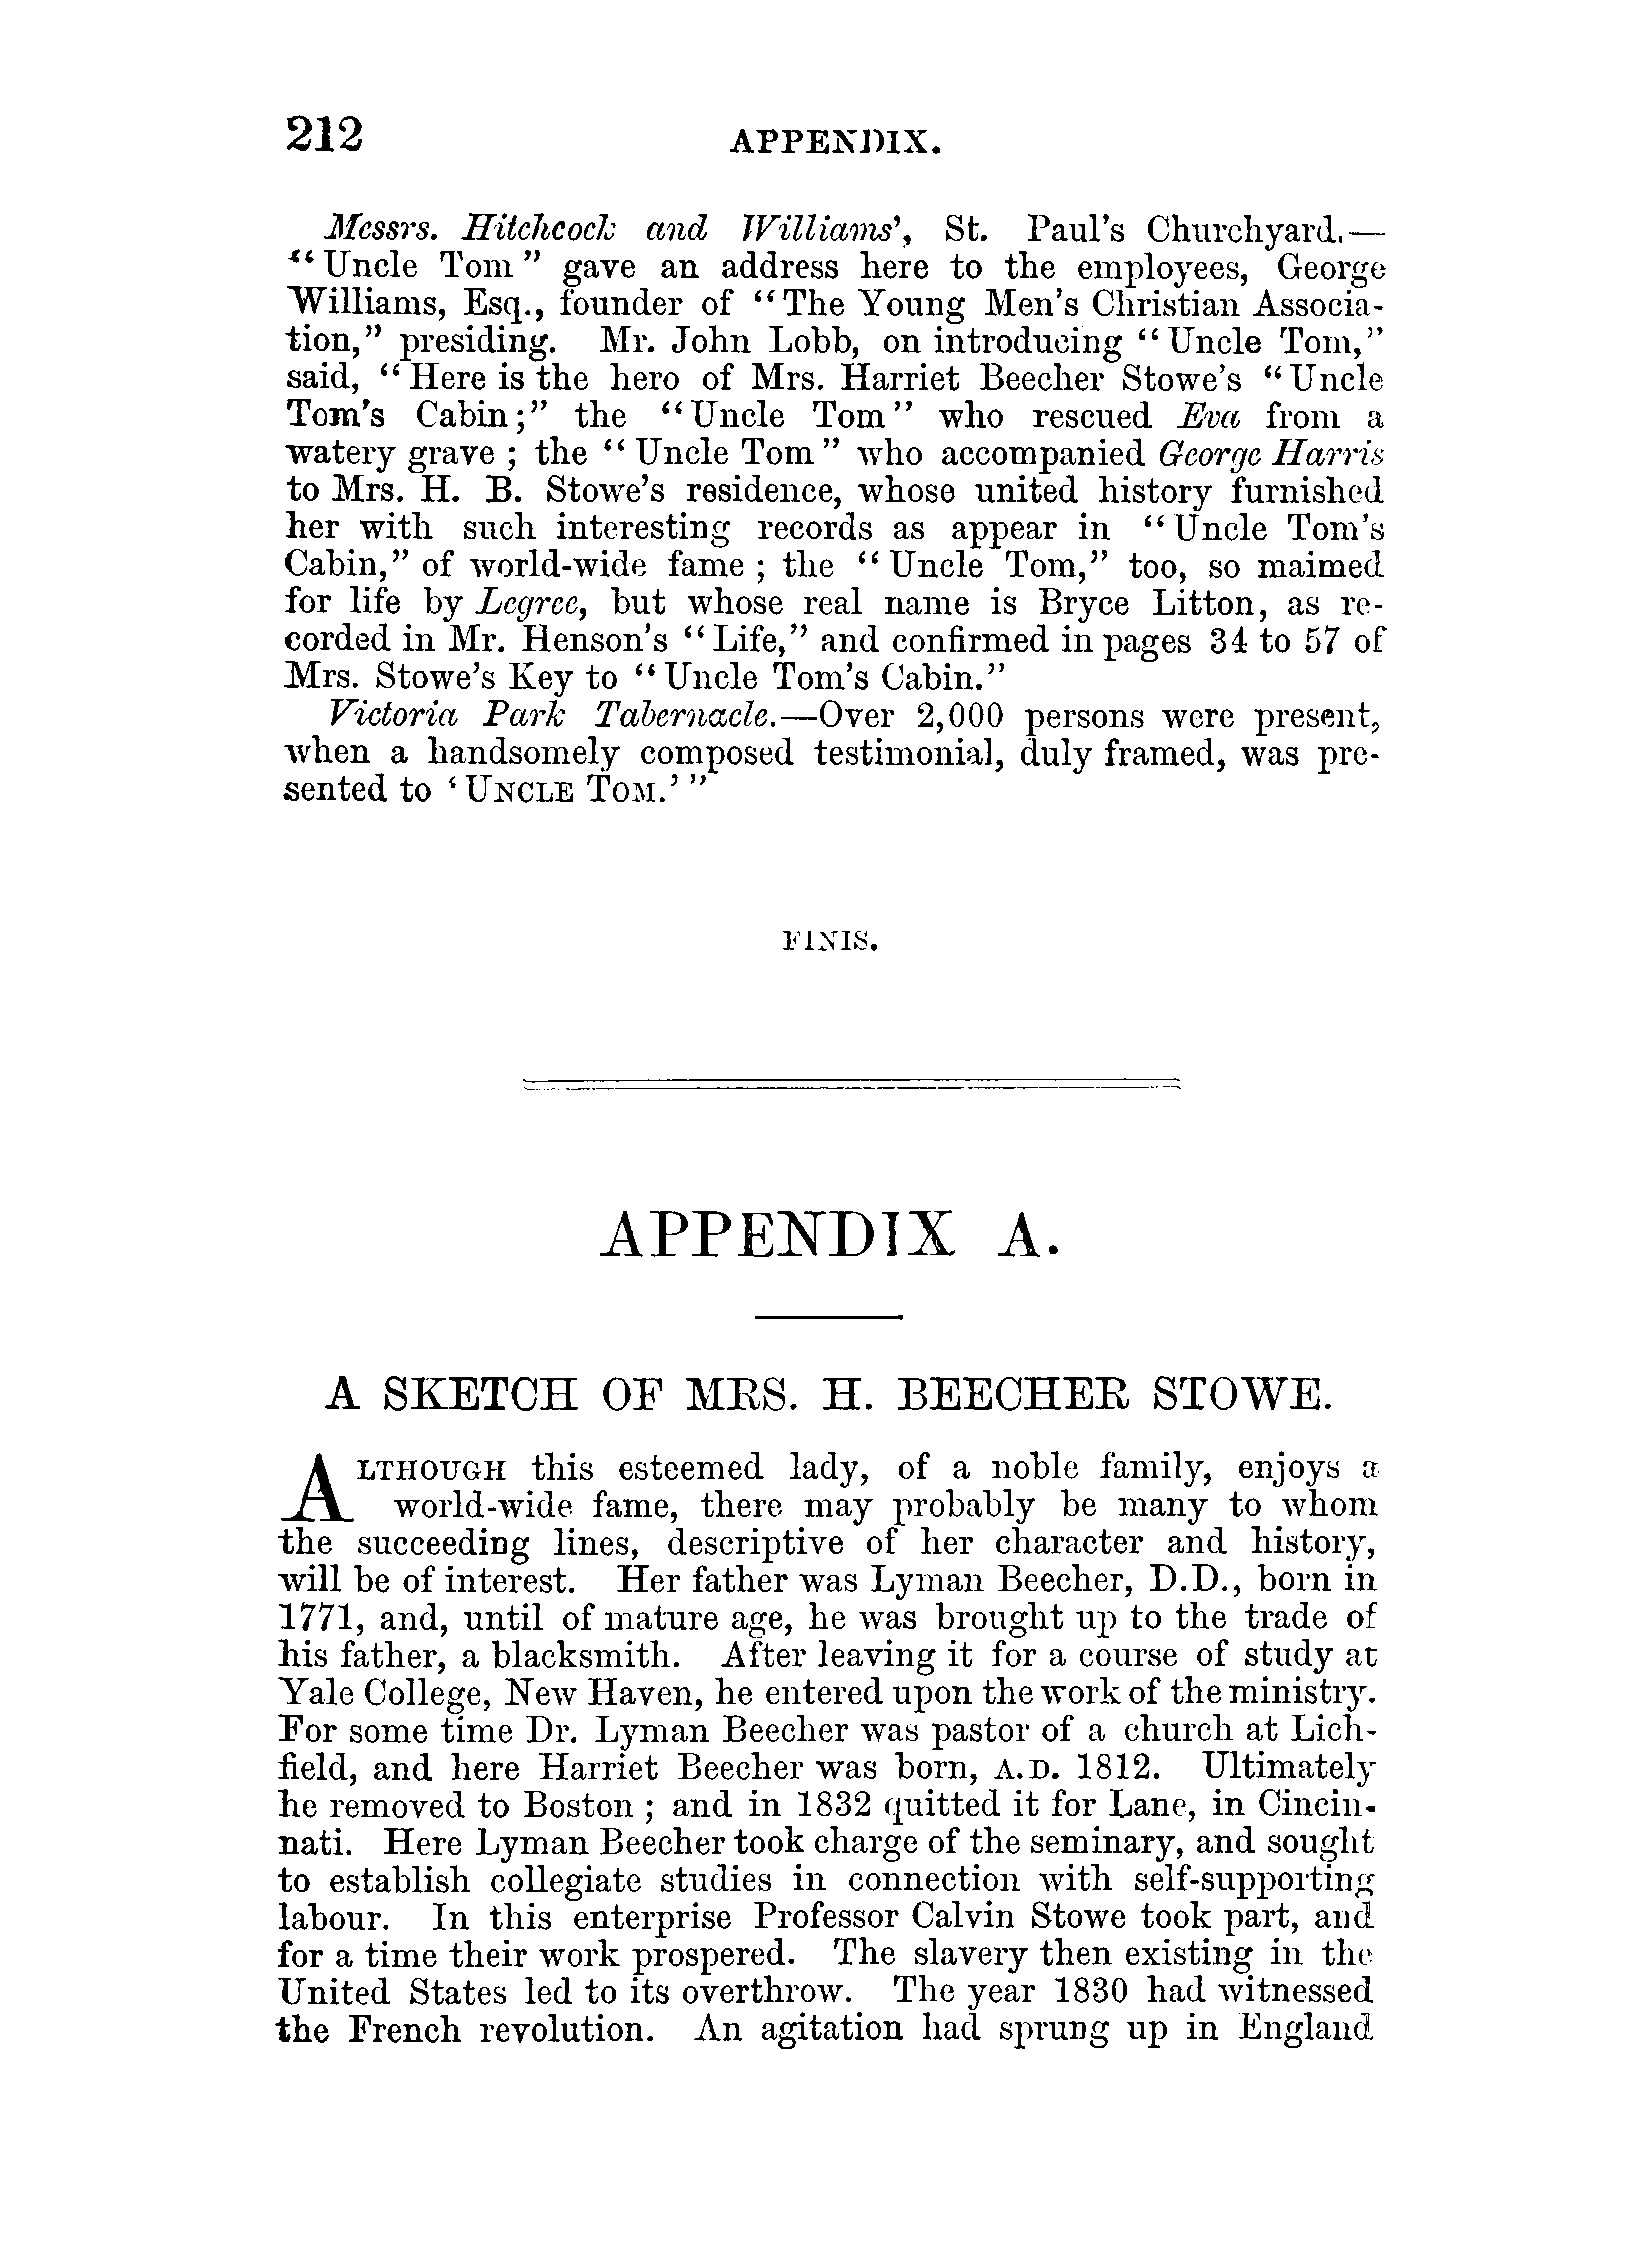 212 APPENDIX.
Messrs. Hitchcock and Williams', St. Paul's Churchyard.—
"Uncle Tom" gave an address here to the employees, George
Williams, Esq., founder of "The Young Men's Christian Associa-
tion," presiding. Mr. John Lobb, on introducing "Uncle Tom,"
said, "Here is the hero of Mrs. Harriet Beecher Stowe's "Uncle
Tom's Cabin;" the "Uncle Tom" who rescued Eva from a
watery grave ; the "Uncle Tom" who accompanied George Harris
to Mrs. H. B. Stowe's residence, whose united history furnished
her with such interesting records as appear in "Uncle Tom's
Cabin," of world-wide fame ; the "Uncle Tom," too, so maimed
for life by Legree, but whose real name is Bryce Litton, as re-
corded in Mr. Henson's "Life," and confirmed in pages 34 to 57 of
Mrs. Stowe's Key to "Uncle Tom's Cabin."
Victoria Park Tabernacle.—Over 2,000 persons were present,
when a handsomely composed testimonial, duly framed, was pre-
sented to 'UNCLE TOM.' "
FINIS.
APPENDIX A.
A SKETCH OF MRS. H. BEECHER STOWE.
ALTHOUGH this esteemed lady, of a noble family, enjoys a
world-wide fame, there may probably be many to whom
the succeeding lines, descriptive of her character and history,
will be of interest. Her father was Lyman Beecher, D.D., born in
1771, and, until of mature age, he was brought up to the trade of
his father, a blacksmith. After leaving it for a course of study at
Yale College, New Haven, he entered upon the work of the ministry.
For some time Dr. Lyman Beecher was pastor of a church at Lich-
field, and here Harriet Beecher was born, A.D. 1812. Ultimately
he removed to Boston ; and in 1832 quitted it for Lane, in Cincin-
nati. Here Lyman Beecher took charge of the seminary, and sought
to establish collegiate studies in connection with self-supporting
labour. In this enterprise Professor Calvin Stowe took part, and
for a time their work prospered. The slavery then existing in the
United States led to its overthrow. The year 1830 had witnessed
the French revolution. An agitation had sprung up in England